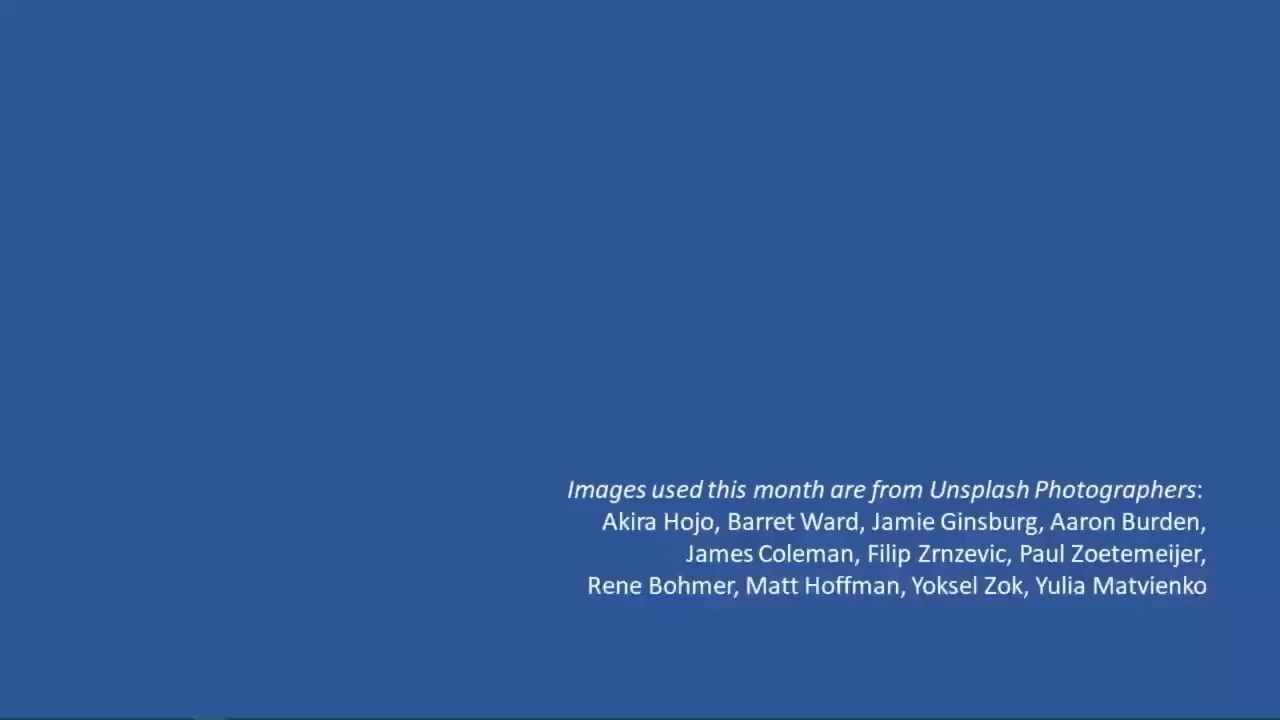 Images used this month are from Unsplash Photographers:
Akira Hojo, Barret Ward, Jamie Ginsburg, Aaron Burden,
James Coleman, Filip Zrnzevic, Paul Zoetemeijer,
Rene Bohmer, Matt Hoffman, Yoksel Zok, Yulia Matvienko